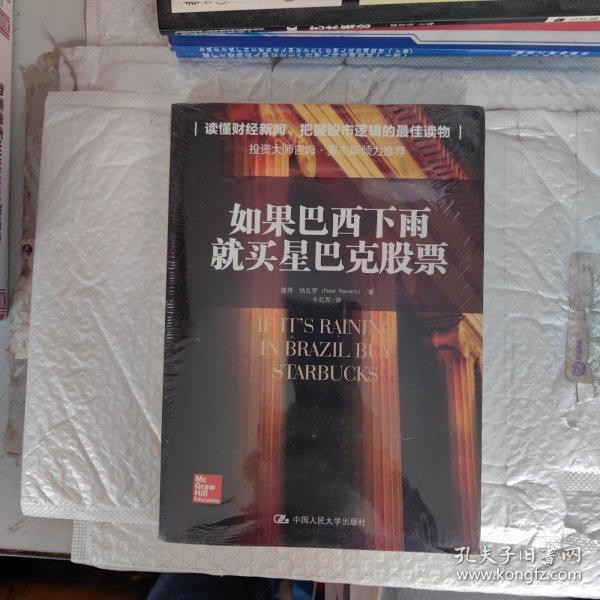 读懂财经新闻、把握股市逻辑的最佳读物
投资大师吉姆·罗杰斯倾力推荐
如果巴西下雨
就买星巴克股票
彼得·纳瓦罗（Peter Navarro）/著
牛红军/译
IF IT'S RAINING
IN BRAZIL BUY
STARBUCKS
Mc
Graw
Hill
Education
中国人民大学出版社
孔夫子旧书网
www.kongfz.com